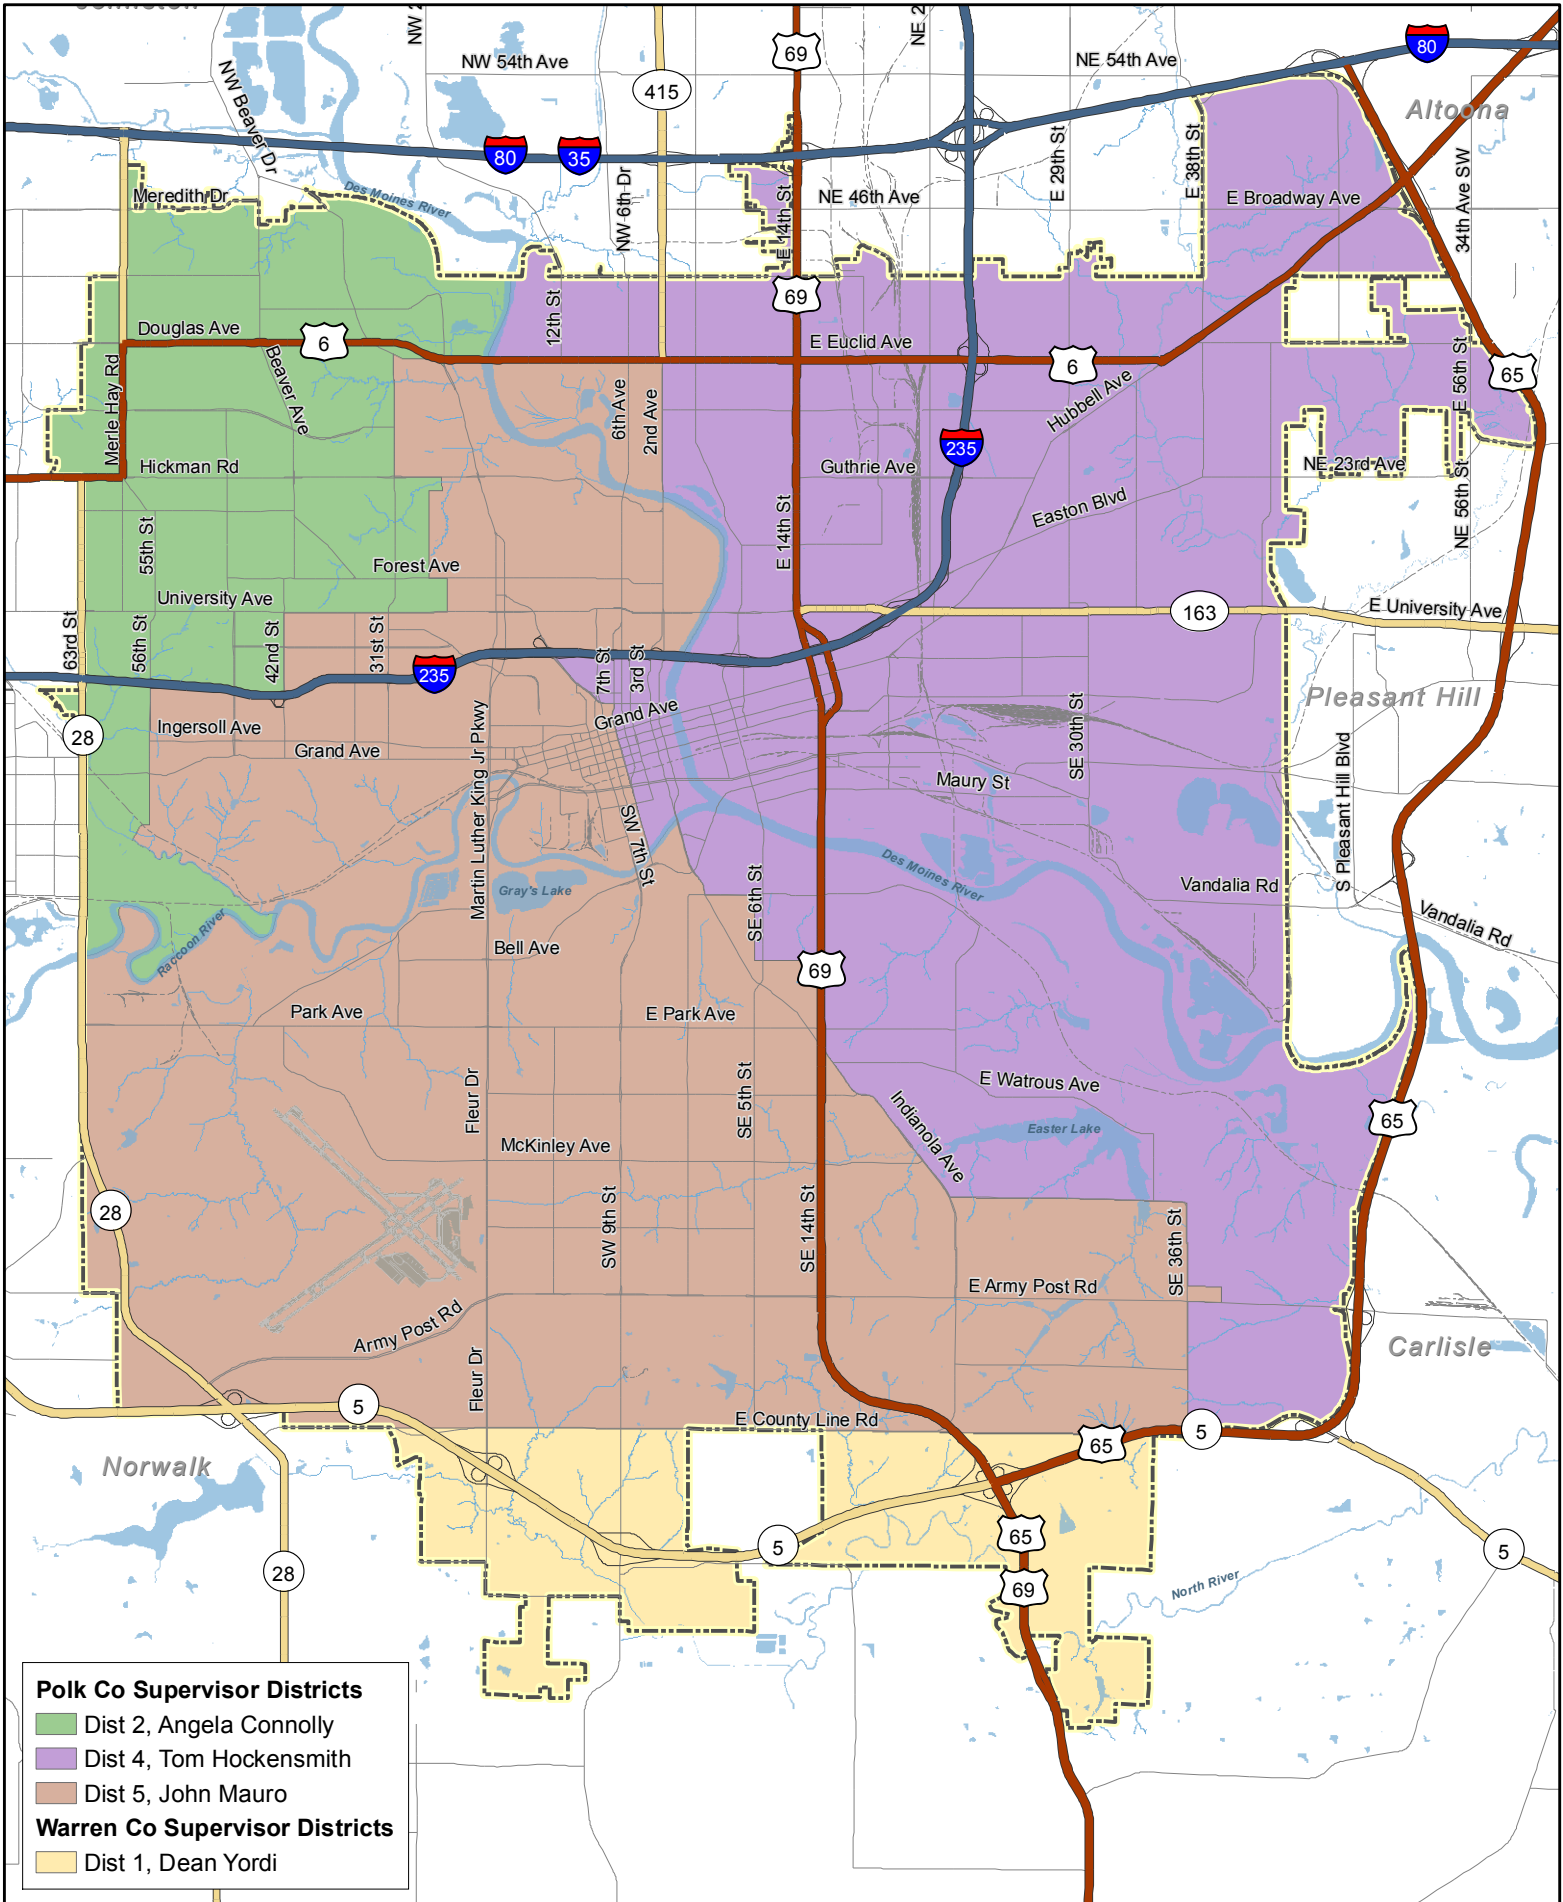 Johnston
NW 2
69
NE 2
80
NW 54th Ave
NE 54th Ave
NW Beaver Dr
415
Altoona
80
35
E 29th St
E 38th St
34th Ave SW
Meredith Dr
Des Moines River
NW 6th Dr
E 14th St
NE 46th Ave
E Broadway Ave
69
12th St
Douglas Ave
6
E Euclid Ave
6
Beaver Ave
Merle Hay Rd
6th Ave
2nd Ave
Hubbell Ave
E 56th St
65
235
Hickman Rd
Guthrie Ave
NE 23rd Ave
E 14th St
Easton Blvd
NE 56th St
55th St
Forest Ave
University Ave
163
E University Ave
63rd St
56th St
42nd St
31st St
235
7th St
3rd St
Pleasant Hill
28
Ingersoll Ave
Grand Ave
Grand Ave
Martin Luther King Jr Pkwy
SE 30th St
S Pleasant Hill Blvd
Maury St
SW 7th St
Gray's Lake
Des Moines River
Vandalia Rd
Vandalia Rd
Raccoon River
SE 6th St
Bell Ave
69
Park Ave
E Park Ave
Fleur Dr
SE 5th St
E Watrous Ave
Indianola Ave
Easter Lake
65
McKinley Ave
28
SW 9th St
SE 14th St
SE 36th St
E Army Post Rd
Army Post Rd
Carlisle
Fleur Dr
5
E County Line Rd
65
5
Norwalk
28
5
65
5
69
North River
Polk Co Supervisor Districts
Dist 2, Angela Connolly
Dist 4, Tom Hockensmith
Dist 5, John Mauro
Warren Co Supervisor Districts
Dist 1, Dean Yordi